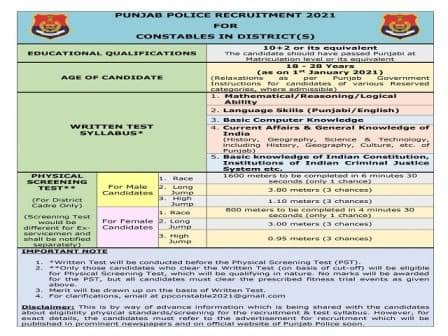 PUNJAB POLICE RECRUITMENT 2021
FOR
CONSTABLES IN DISTRICT(S)
EDUCATIONAL QUALIFICATIONS
10+2 or its equivalent
The candidate should have passed Punjabi at
Matriculation level or its equivalent
AGE OF CANDIDATE
18 - 28 Years
(as on 1st January 2021)
(Relaxations as per Punjab Government
Instructions for candidates of various Reserved
categories, where admissible)
WRITTEN TEST
SYLLABUS*
1. Mathematical/Reasoning/Logical
Ability
2. Language Skills (Punjabi/English)
3. Basic Computer Knowledge
4. Current Affairs & General Knowledge of
India
(History, Geography, Science & Technology,
including History, Geography, Culture, etc. of
Punjab)
5. Basic knowledge of Indian Constitution,
Institutions of Indian Criminal Justice
System etc.
PHYSICAL
SCREENING
TEST**
(For District
Cadre Only)
(Screening Test
would be
different for Ex-
servicemen and
shall be notified
separately)
For Male
Candidates
1. Race
1600 meters to be completed in 6 minutes 30
seconds (only 1 chance)
2. Long
Jump
3.80 meters (3 chances)
3. High
Jump
1.10 meters (3 chances)
For Female
Candidates
1. Race
800 meters to be completed in 4 minutes 30
seconds (only 1 chance)
2. Long
Jump
3.00 meters (3 chances)
3. High
Jump
0.95 meters (3 chances)
IMPORTANT NOTE
1. *Written Test will be conducted before the Physical Screening Test (PST).
2. **Only those candidates who clear the Written Test (on basis of cut-off) will be eligible
for Physical Screening Test, which will be qualifying in nature. No marks will be awarded
for the PST, but all candidates must clear the prescribed fitness trial events as given
above.
3. Merit will be drawn up on the basis of Written Test.
4. For clarifications, email at ppconstable2021@gmail.com
Disclaimer: This is by way of advance information which is being shared with the candidates
about eligibility physical standards/screening for the recruitment & test syllabus. However, for
exact details, the candidates must refer to the advertisement for recruitment which will be
published in prominent newspapers and on official website of Punjab Police soon.